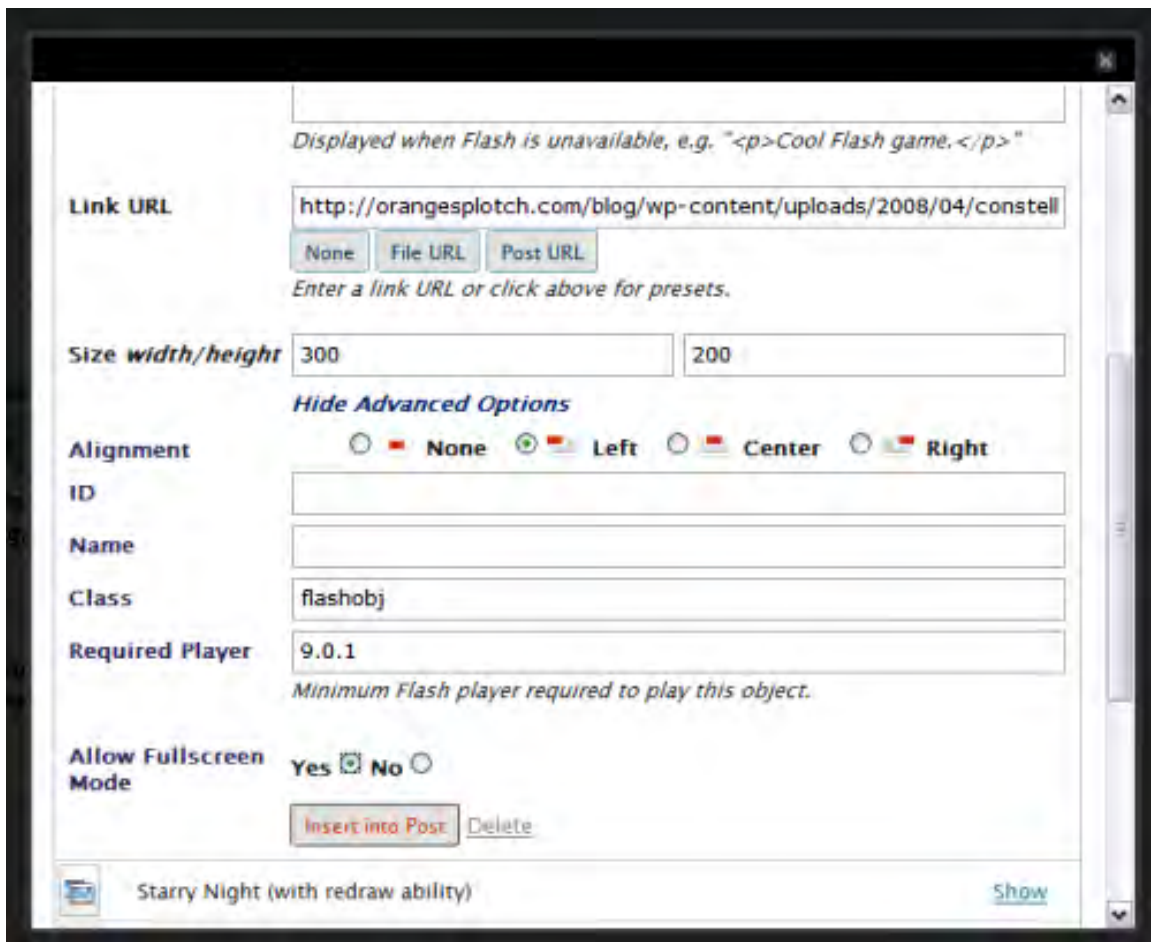 Displayed when Flash is unavailable, e.g. "<p>Cool Flash game.</p>"
Link URL http://orangesplotch.com/blog/wp-content/uploads/2008/04/constell
None File URL Post URL
Enter a link URL or click above for presets.
Size width/height 300 200
Hide Advanced Options
Alignment None Left Center Right
ID
Name
Class flashobj
Required Player 9.0.1
Minimum Flash player required to play this object.
Allow Fullscreen
Mode
Yes No
Insert into Post Delete
Starry Night (with redraw ability) Show